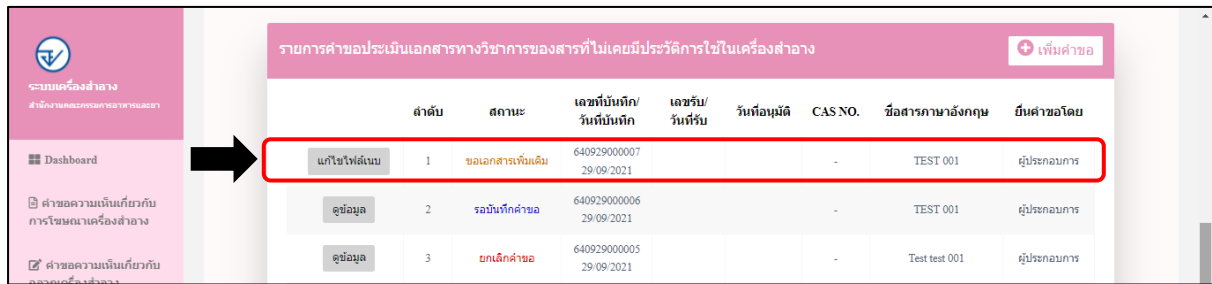 รายการคำขอประเมินเอกสารทางวิชาการของสารที่ไม่เคยมีประวัติการใช้ในเครื่องสำอาง
เพิ่มคำขอ
ระบบเครื่องสำอาง
สำนักงานคณะกรรมการอาหารและยา
Dashboard
คำขอความเห็นเกี่ยวกับ
การโฆษณาเครื่องสำอาง
คำขอความเห็นเกี่ยวกับ
ฉลากเครื่องสำอาง
ลำดับ สถานะ เลขที่บันทึก/ เลขรับ/ วันที่อนุมัติ CAS NO. ชื่อสารภาษาอังกฤษ ยื่นคำขอโดย
วันที่บันทึก วันที่รับ
แก้ไขไฟล์แนบ 1 ขอเอกสารเพิ่มเติม 640929000007 - TEST 001 ผู้ประกอบการ
29/09/2021
ดูข้อมูล 2 รอบันทึกคำขอ 640929000006 - TEST 001 ผู้ประกอบการ
29/09/2021
ดูข้อมูล 3 ยกเลิกคำขอ 640929000005 - Test test 001 ผู้ประกอบการ
29/09/2021